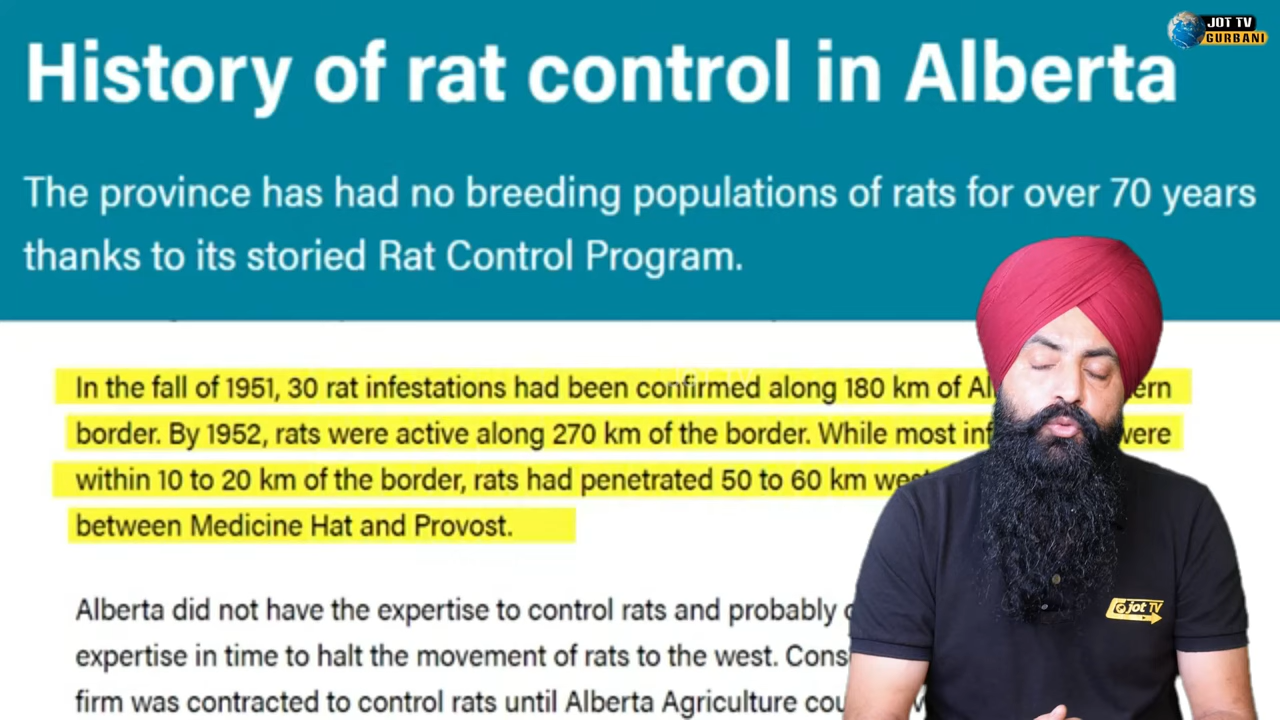 JOT TV
GURBANI
History of rat control in Alberta
The province has had no breeding populations of rats for over 70 years
thanks to its storied Rat Control Program.
In the fall of 1951, 30 rat infestations had been confirmed along 180 km of
border. By 1952, rats were active along 270 km of the border. While most were
within 10 to 20 km of the border, rats had penetrated 50 to 60 km
between Medicine Hat and Provost.
Alberta did not have the expertise to control rats and probably
expertise in time to halt the movement of rats to the west.
firm was contracted to control rats until Alberta Agriculture
JOT TV
jot TV